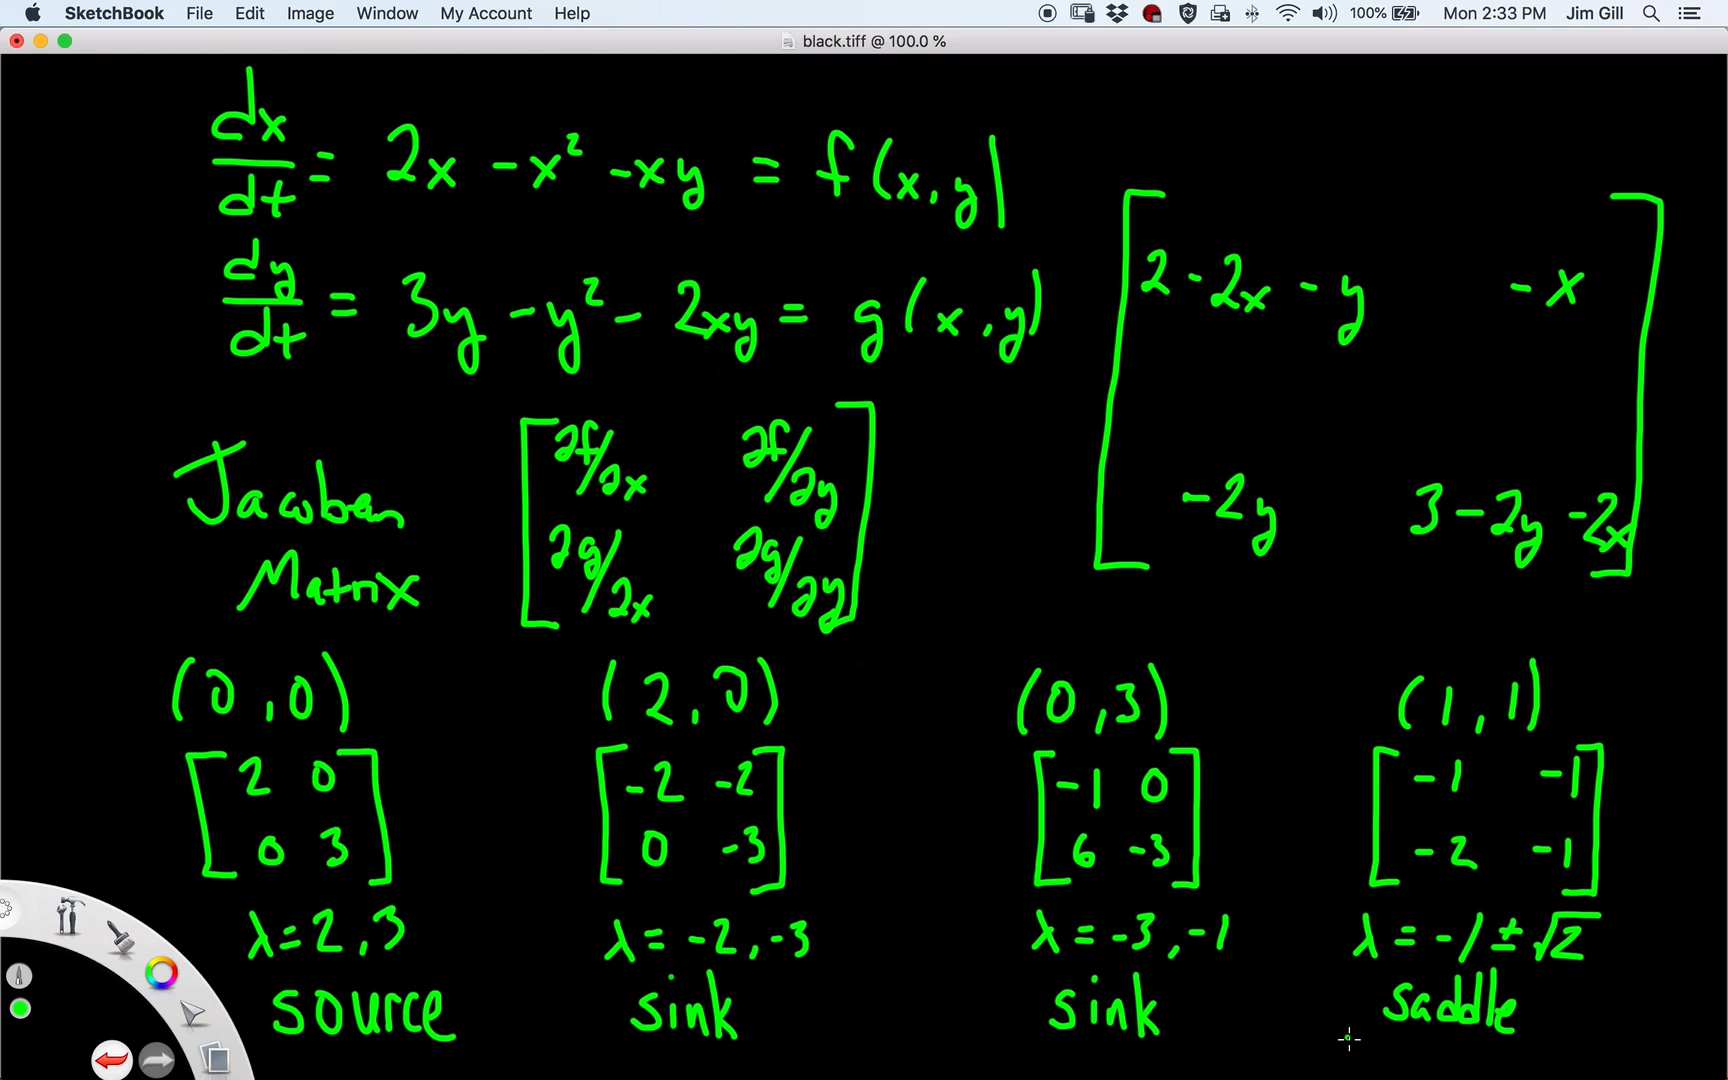 SketchBook File Edit Image Window My Account Help 100% Mon 2:33 PM Jim Gill
black.tiff @ 100.0 %
dx/dt = 2x - x² - xy = f(x,y)
dy/dt = 3y - y² - 2xy = g(x,y)
[2-2x-y -x]
[-2y 3-2y-2x]
Jacobean
Matrix
[∂f/∂x ∂f/∂y]
[∂g/∂x ∂g/∂y]
(0,0) (2,0) (0,3) (1,1)
[2 0] [-2 -2] [-1 0] [-1 -1]
[0 3] [0 -3] [6 -3] [-2 -1]
λ=2,3 λ=-2,-3 λ=-3,-1 λ=-1±√2
source sink sink saddle